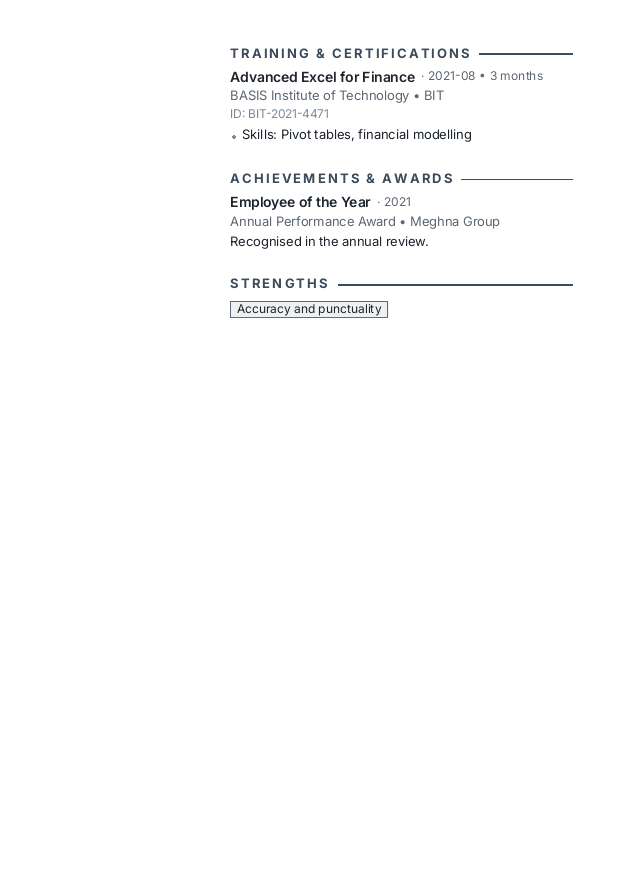 TRAINING & CERTIFICATIONS
Advanced Excel for Finance · 2021-08 • 3 months
BASIS Institute of Technology • BIT
ID: BIT-2021-4471
• Skills: Pivot tables, financial modelling
ACHIEVEMENTS & AWARDS
Employee of the Year · 2021
Annual Performance Award • Meghna Group
Recognised in the annual review.
STRENGTHS
Accuracy and punctuality